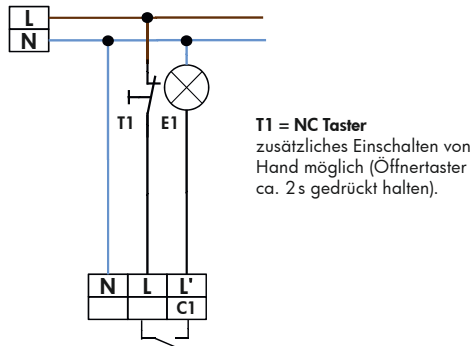 L
N
T1 E1
T1 = NC Taster
zusätzliches Einschalten von
Hand möglich (Öffnertaster
ca. 2 s gedrückt halten).
N L L'
C1